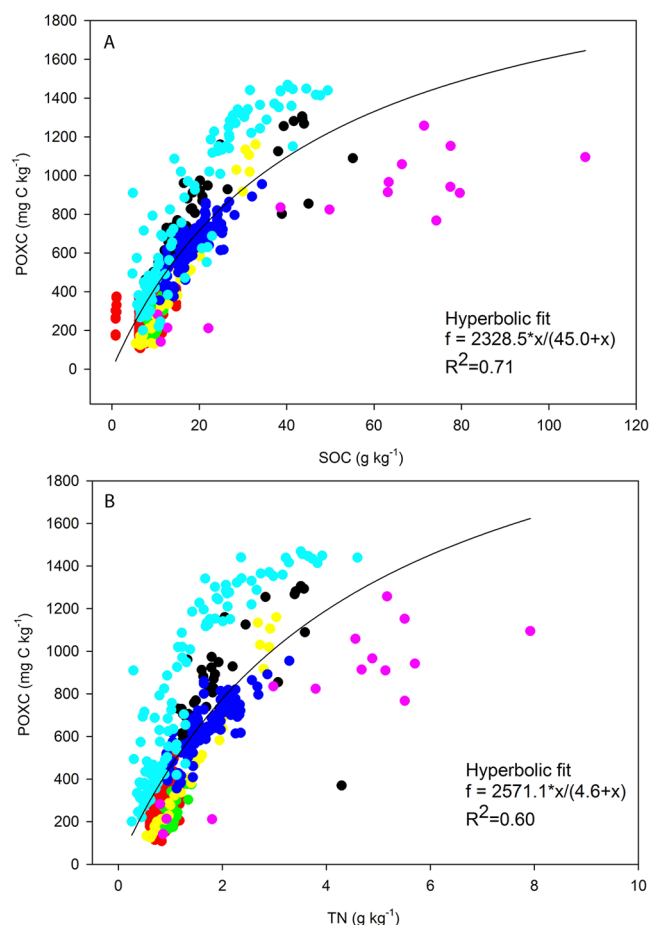 A
1800
1600
1400
1200
1000
800
600
400
200
0
POXC (mg C kg-1)
Hyperbolic fit
f = 2328.5*x/(45.0+x)
R2=0.71
0 20 40 60 80 100 120
SOC (g kg-1)
B
1800
1600
1400
1200
1000
800
600
400
200
0
POXC (mg C kg-1)
Hyperbolic fit
f = 2571.1*x/(4.6+x)
R2=0.60
0 2 4 6 8 10
TN (g kg-1)